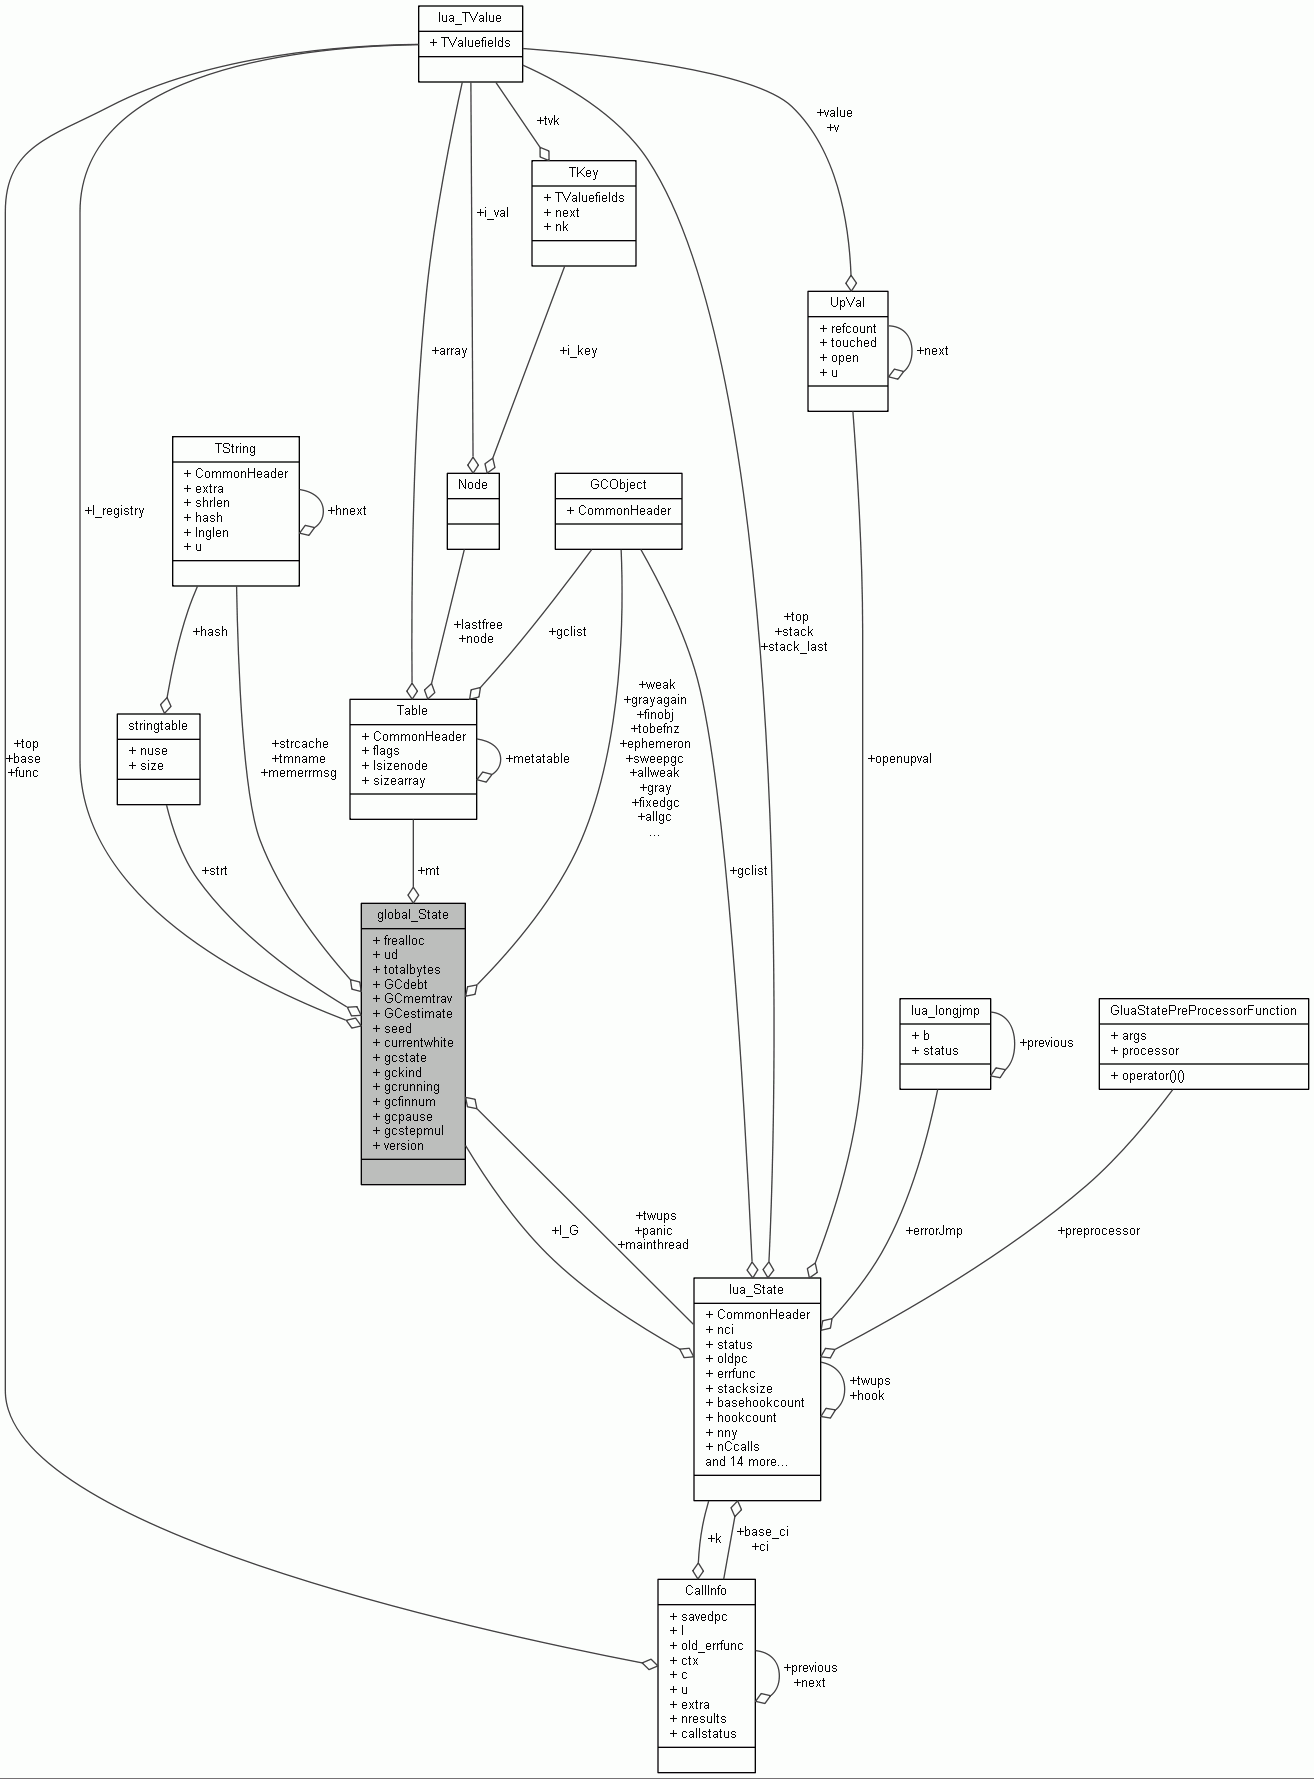 lua_TValue
+ TValuefields
+tvk
+value
+v
TKey
+ TValuefields
+ next
+ nk
+i_val
UpVal
+ refcount
+ touched
+ open
+ u
+next
+array
+i_key
TString
+ CommonHeader
+ extra
+ shrlen
+ hash
+ lnglen
+ u
+hnext
+l_registry
Node
GCObject
+ CommonHeader
+hash
+lastfree
+node
+gclist
+top
+stack
+stack_last
+weak
+grayagain
+finobj
+tobefnz
+ephemeron
+sweepgc
+allweak
+gray
+fixedgc
+allgc
...
stringtable
+ nuse
+ size
Table
+ CommonHeader
+ flags
+ lsizenode
+ sizearray
+metatable
+top
+base
+func
+strcache
+tmname
+memerrmsg
+openupval
+strt
+mt
+gclist
global_State
+ frealloc
+ ud
+ totalbytes
+ GCdebt
+ GCmemtrav
+ GCestimate
+ seed
+ currentwhite
+ gcstate
+ gckind
+ gcrunning
+ gcfinnum
+ gcpause
+ gcstepmul
+ version
lua_longjmp
+ b
+ status
+previous
GluaStatePreProcessorFunction
+ args
+ processor
+ operator()()
+l_G
+twups
+panic
+mainthread
+errorJmp
+preprocessor
lua_State
+ CommonHeader
+ nci
+ status
+ oldpc
+ errfunc
+ stacksize
+ basehookcount
+ hookcount
+ nny
+ nCcalls
and 14 more...
+twups
+hook
+k
+base_ci
+ci
CallInfo
+ savedpc
+ l
+ old_errfunc
+ ctx
+ c
+ u
+ extra
+ nresults
+ callstatus
+previous
+next